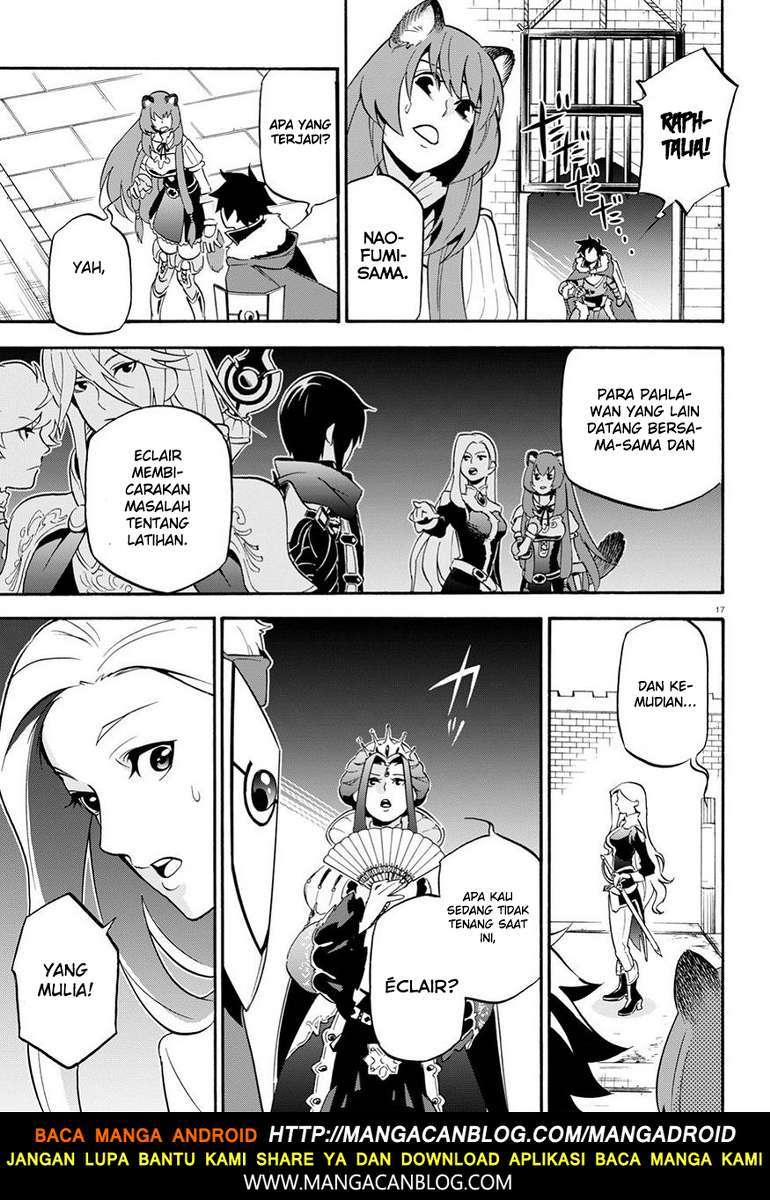 RAPH-
TALIA!
NAO-
FUMI-
SAMA.
APA YANG
TERJADI?
YAH,
PARA PAHLA-
WAN YANG LAIN
DATANG BERSA-
MA-SAMA DAN
ECLAIR
MEMBI-
CARAKAN
MASALAH
TENTANG
LATIHAN.
17
DAN KE-
MUDIAN...
APA KAU
SEDANG TIDAK
TENANG SAAT
INI,
ÉCLAIR?
YANG
MULIA!
BACA MANGA ANDROID HTTP://MANGACANBLOG.COM/MANGADROID
JANGAN LUPA BANTU KAMI SHARE YA DAN DOWNLOAD APLIKASI BACA MANGA KAMI
WWW.MANGACANBLOG.COM